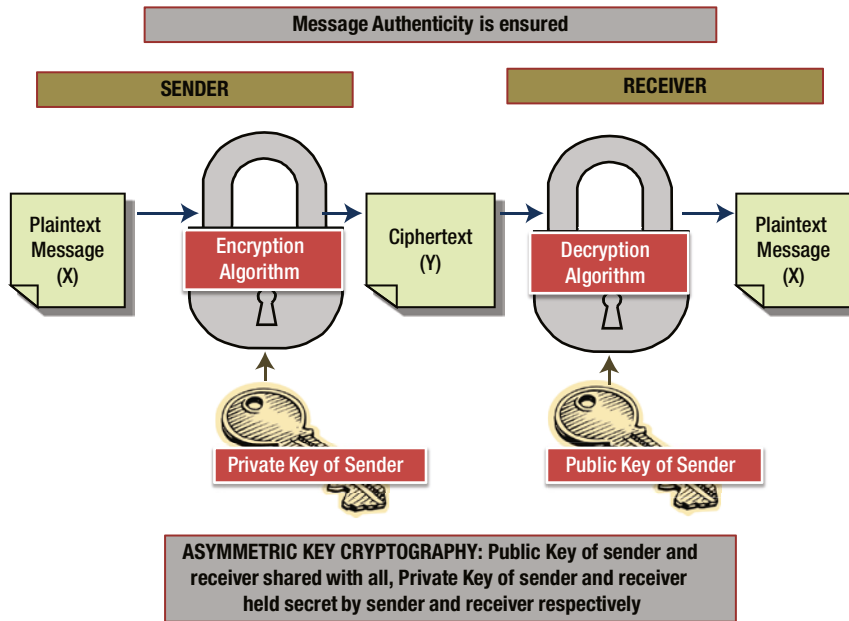 Message Authenticity is ensured
SENDER
RECEIVER
Plaintext
Message
(X)
Encryption
Algorithm
Ciphertext
(Y)
Decryption
Algorithm
Plaintext
Message
(X)
Private Key of Sender
Public Key of Sender
ASYMMETRIC KEY CRYPTOGRAPHY: Public Key of sender and
receiver shared with all, Private Key of sender and receiver
held secret by sender and receiver respectively